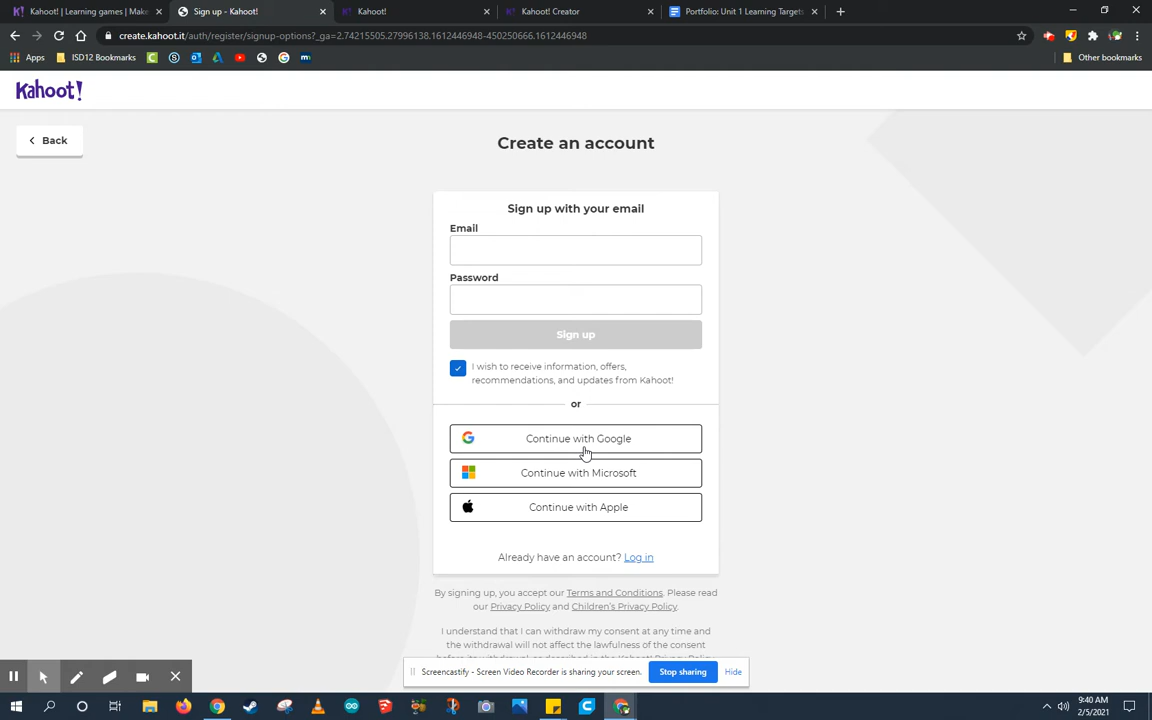 Kahoot! | Learning games | Make
Sign up - Kahoot!
Kahoot!
Kahoot! Creator
Portfolio: Unit 1 Learning Targets
create.kahoot.it/auth/register/signup-options?_ga=2.74215505.27996138.1612446948-450250666.1612446948
Apps
ISD12 Bookmarks
Other bookmarks
Kahoot!
Back
Create an account
Sign up with your email
Email
Password
Sign up
I wish to receive information, offers,
recommendations, and updates from Kahoot!
or
Continue with Google
Continue with Microsoft
Continue with Apple
Already have an account? Log in
By signing up, you accept our Terms and Conditions. Please read
our Privacy Policy and Children's Privacy Policy.
I understand that I can withdraw my consent at any time and
the withdrawal will not affect the lawfulness of the consent
Screencastify - Screen Video Recorder is sharing your screen.
Stop sharing
Hide
9:40 AM
2/5/2021